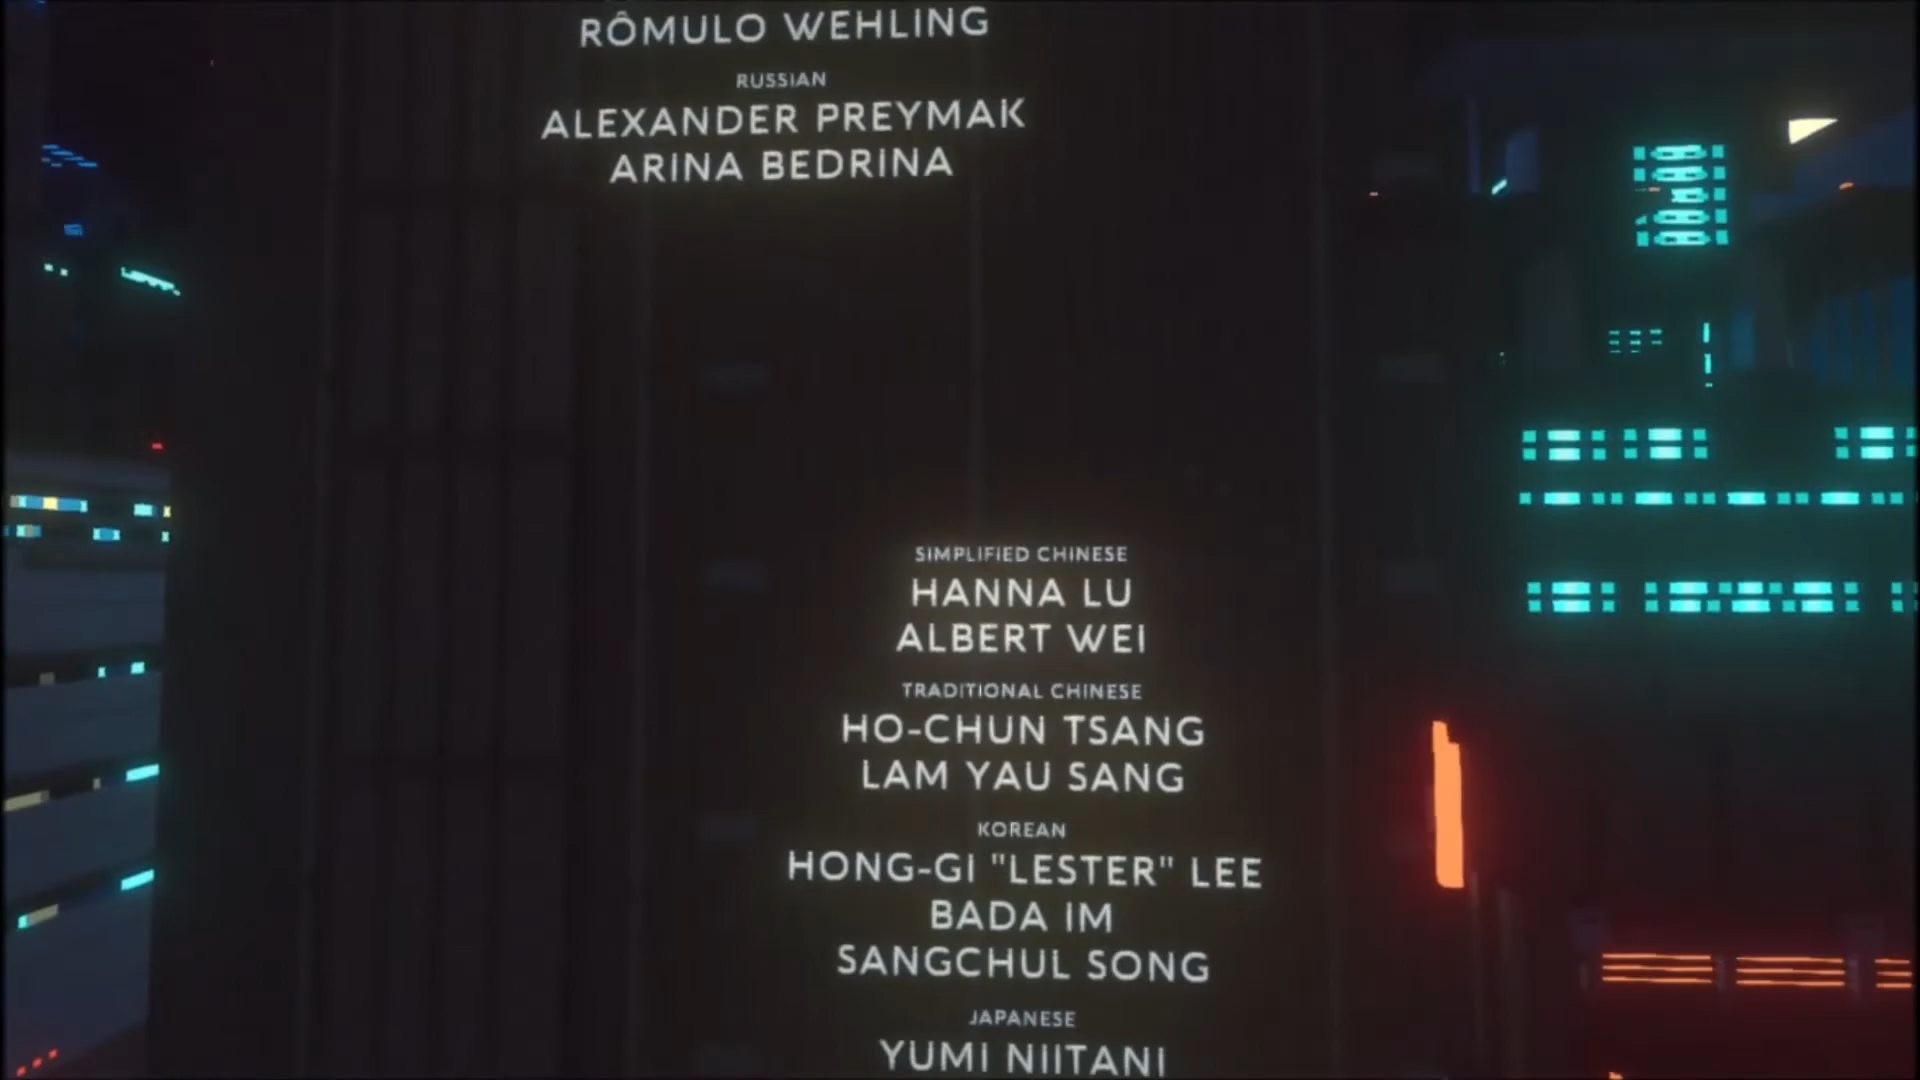 RÔMULO WEHLING
RUSSIAN
ALEXANDER PREYMAK
ARINA BEDRINA
SIMPLIFIED CHINESE
HANNA LU
ALBERT WEI
TRADITIONAL CHINESE
HO-CHUN TSANG
LAM YAU SANG
KOREAN
HONG-GI "LESTER" LEE
BADA IM
SANGCHUL SONG
JAPANESE
YUMI NIITANI